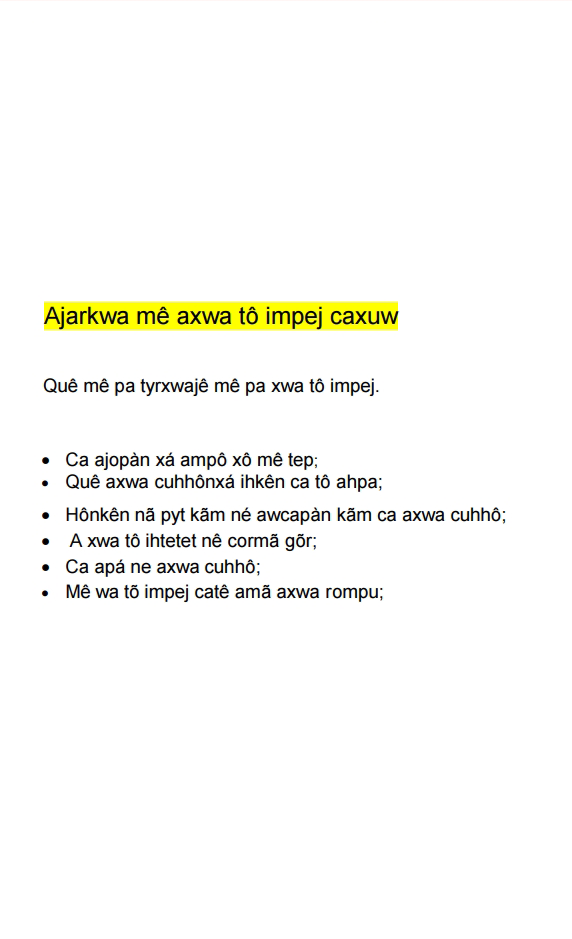 Ajarkwa mê axwa tô impej caxuw
Quê mê pa tyrxwajê mê pa xwa tô impej.
• Ca ajopàn xá ampô xô mê tep;
• Quê axwa cuhhônxá ihkên ca tô ahpa;
• Hônkên nã pyt kãm né awcapàn kãm ca axwa cuhhô;
• A xwa tô ihtetet nê cormã gõr;
• Ca apá ne axwa cuhhô;
• Mê wa tõ impej catê amã axwa rompu;